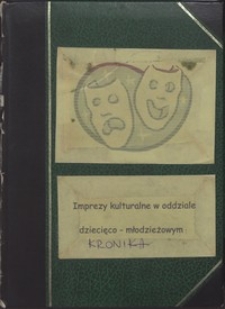 Imprezy kulturalne w oddziale
dziecięco - młodzieżowym
KRONIKA